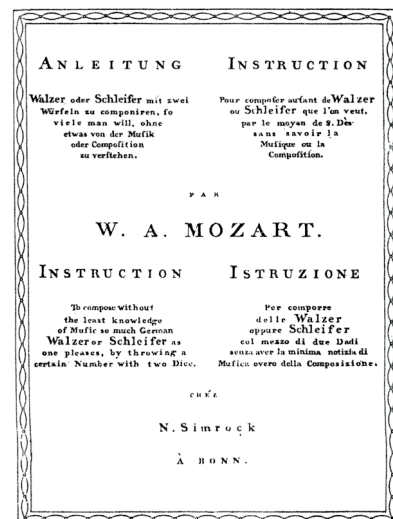 ANLEITUNG
Walzer oder Schleifer mit zwei
Würfeln zu componiren, so
viele man will, ohne
etwas von der Musik
oder Composition
zu verstehen.
INSTRUCTION
Pour composer autant de Walzer
ou Schleifer que l'on veut,
par le moyen de 2. Dès
sans savoir la
Musique ou la
Composition.
PAR
W. A. MOZART.
INSTRUCTION
To compose without
the least knowledge
of Music so much German
Walzer or Schleifer as
one pleases, by throwing a
certain Number with two Dice.
ISTRUZIONE
Per comporre
delle Walzer
oppure Schleifer
col mezzo di due Dadi
senza aver la minima notizia di
Musica overo della Composizione.
CHÉZ
N. Simrock
À BONN.